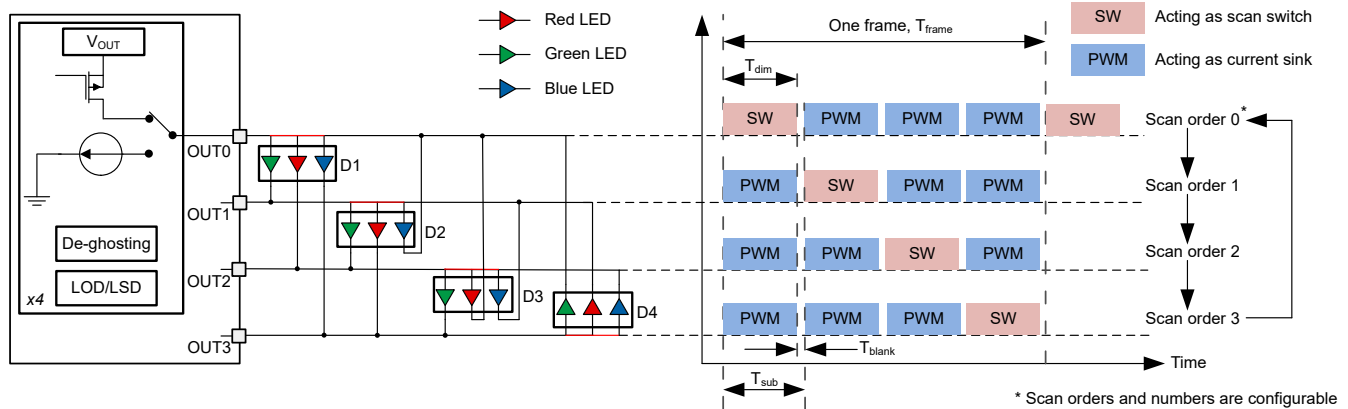 VOUT
De-ghosting
LOD/LSD
x4
OUT0
OUT1
OUT2
OUT3
Red LED
Green LED
Blue LED
D1
D2
D3
D4
One frame, Tframe
Tdim
SW Acting as scan switch
PWM Acting as current sink
SW PWM PWM PWM SW Scan order 0*
PWM SW PWM PWM Scan order 1
PWM PWM SW PWM Scan order 2
PWM PWM PWM SW Scan order 3
Tblank
Time
Tsub
* Scan orders and numbers are configurable